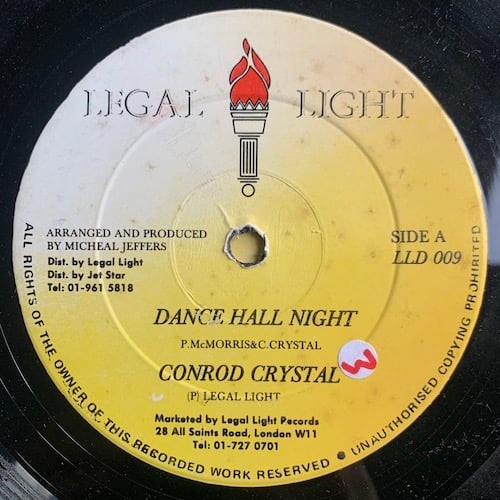 LEGAL LIGHT
ARRANGED AND PRODUCED
BY MICHEAL JEFFERS
Dist. by Legal Light
Dist. by Jet Star
Tel: 01-961 5818
SIDE A
LLD 009
DANCE HALL NIGHT
P.McMORRIS&C.CRYSTAL
CONROD CRYSTAL
W
(P) LEGAL LIGHT
Marketed by Legal Light Pecords
28 All Saints Road, London W11
Tel: 01-727 0701
ALL RIGHTS OF THE OWNER OF THIS RECORDED WORK RESERVED ● UNAUTHORISED COPYING PROHIBITED